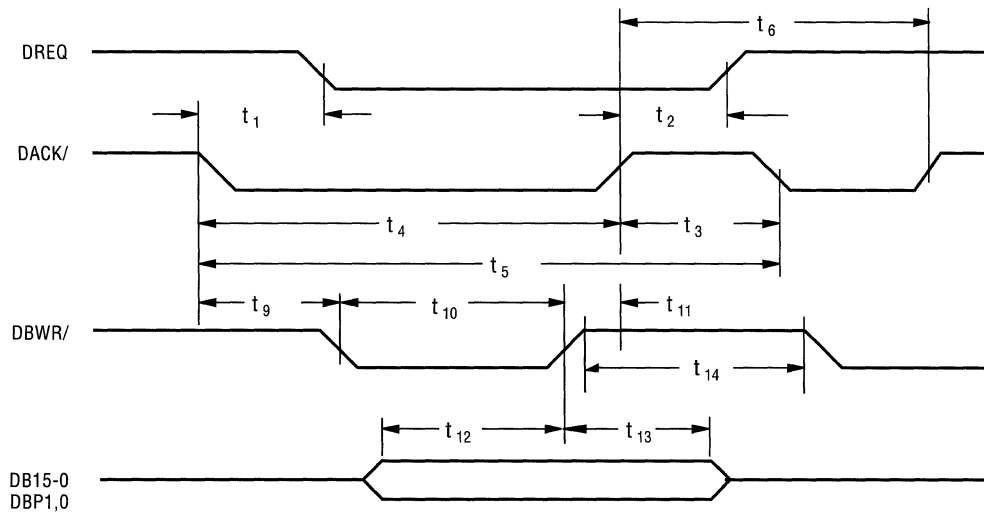 DREQ
t6
t1
t2
DACK/
t4
t3
t5
t9
t10
t11
DBWR/
t14
t12
t13
DB15-0
DBP1,0